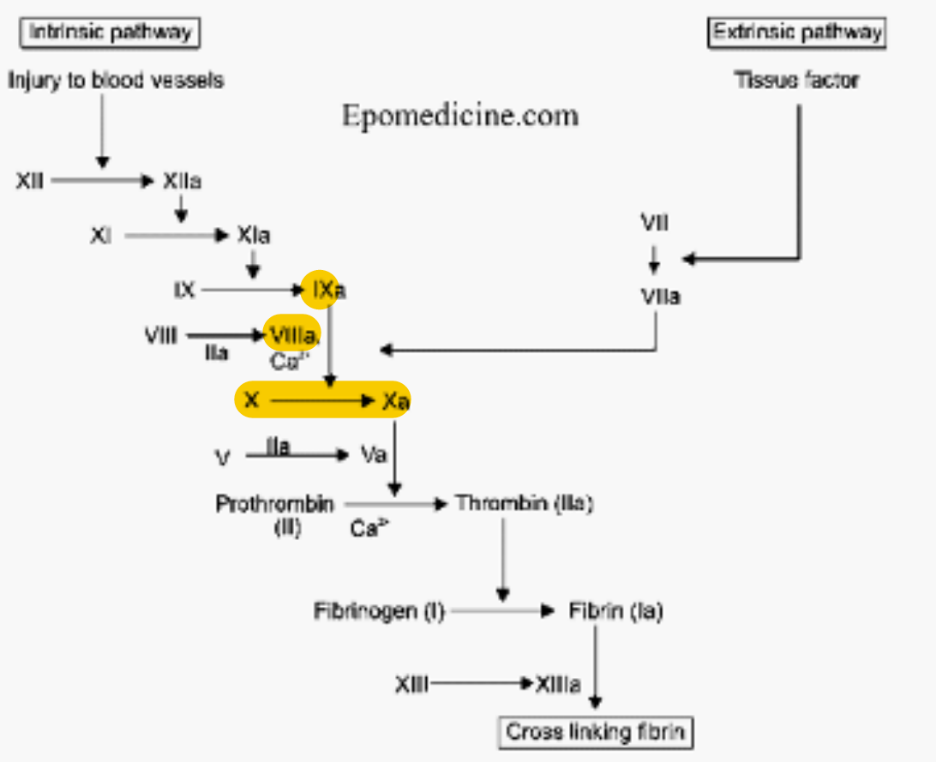 Intrinsic pathway
Extrinsic pathway
Injury to blood vessels
Tissue factor
Epomedicine.com
XII
XIIa
XI
XIa
VII
IX
IXa
VIIa
VIII
IIa
VIIIa,
Ca²⁺
X
Xa
V
IIa
Va
Prothrombin
(II)
Ca²⁺
Thrombin (IIa)
Fibrinogen (I)
Fibrin (Ia)
XIII
XIIIa
Cross linking fibrin